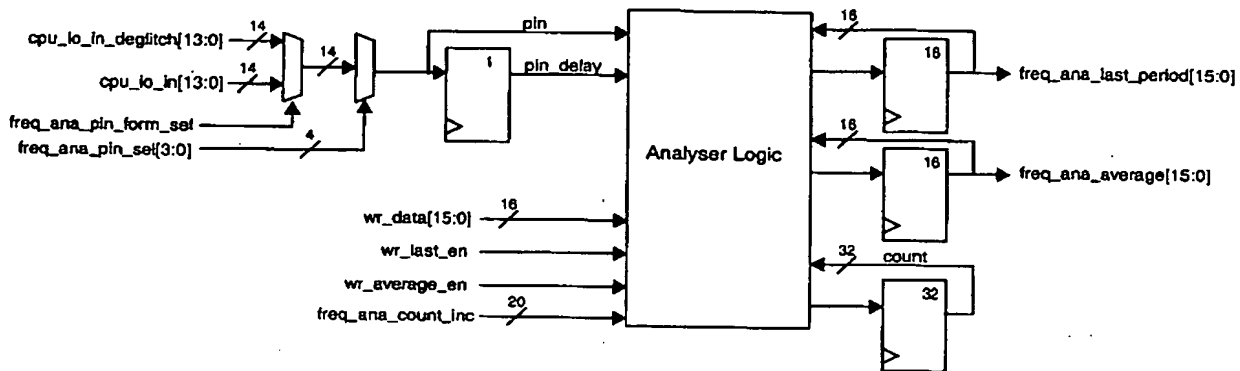 cpu_io_in_deglitch[13:0]
14
cpu_io_in[13:0]
14
14
freq_ana_pin_form_sel
freq_ana_pin_sel[3:0]
4
1
pin
pin_delay
Analyser Logic
wr_data[15:0]
16
wr_last_en
wr_average_en
freq_ana_count_inc
20
16
16
freq_ana_last_period[15:0]
16
16
freq_ana_average[15:0]
32
count
32